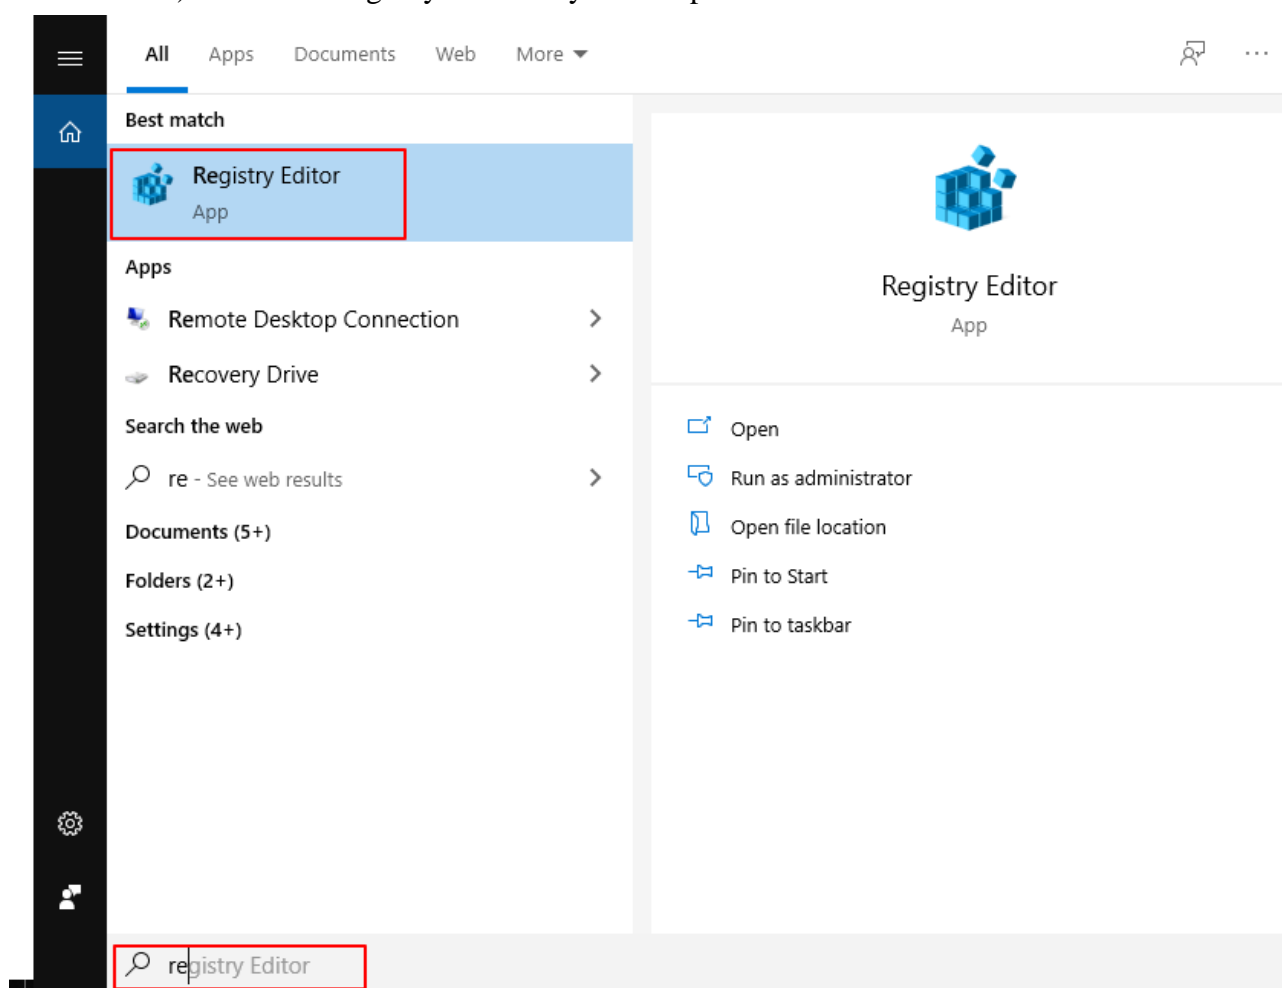 All Apps Documents Web More
Best match
Registry Editor
App
Apps
Remote Desktop Connection
Recovery Drive
Search the web
re - See web results
Documents (5+)
Folders (2+)
Settings (4+)
Registry Editor
App
Open
Run as administrator
Open file location
Pin to Start
Pin to taskbar
registry Editor